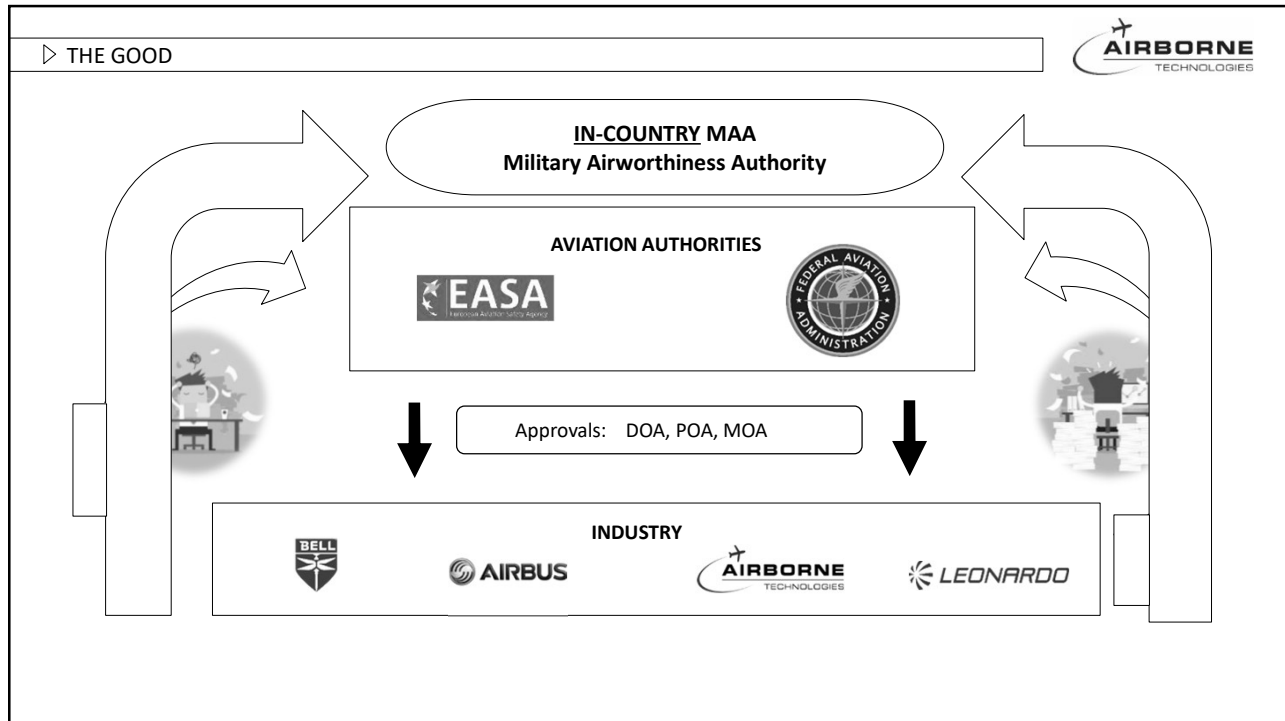 THE GOOD
AIRBORNE
TECHNOLOGIES
IN-COUNTRY MAA
Military Airworthiness Authority
AVIATION AUTHORITIES
EASA
European Aviation Safety Agency
FEDERAL AVIATION
ADMINISTRATION
Approvals: DOA, POA, MOA
INDUSTRY
BELL
AIRBUS
AIRBORNE
TECHNOLOGIES
LEONARDO